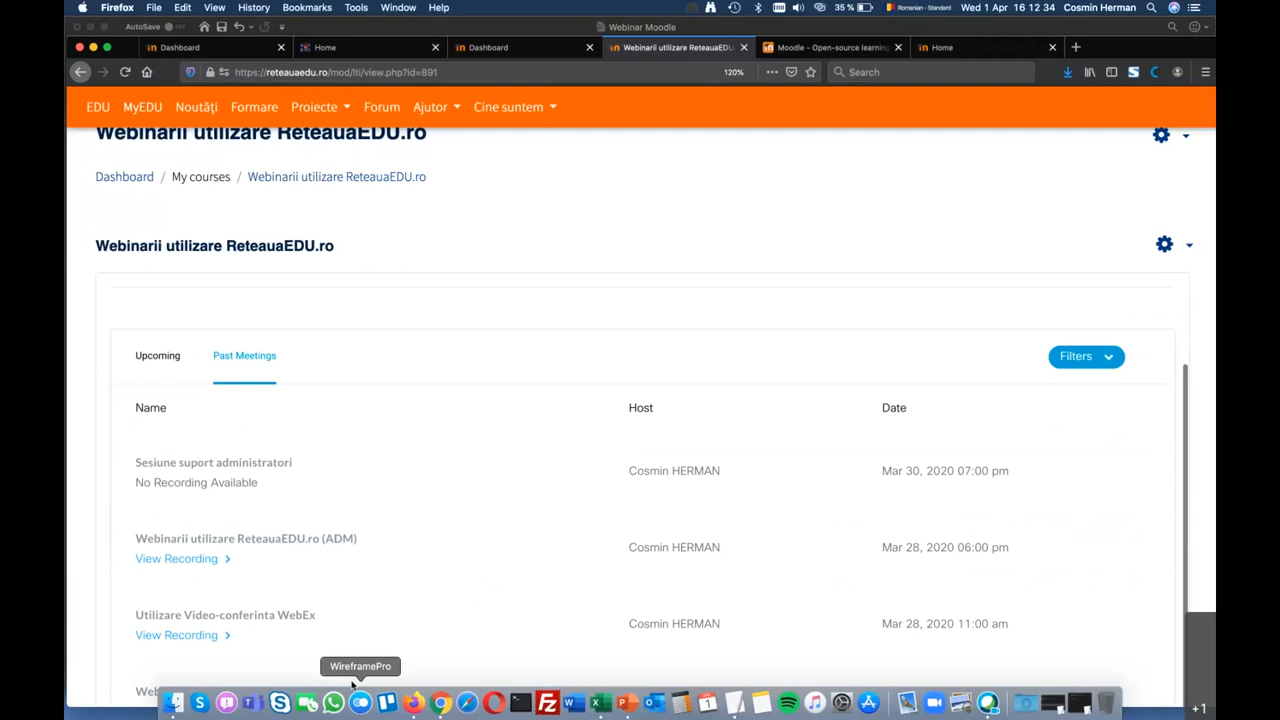 Firefox File Edit View History Bookmarks Tools Window Help 35 % Romanian - Standard Wed 1 Apr 16 12 34 Cosmin Herman
AutoSave Webinar Moodle
Dashboard Home Dashboard Webinarii utilizare ReteauaEDU Moodle - Open-source learning Home
https://reteauaedu.ro/mod/lti/view.php?id=891 120% Search
EDU MyEDU Noutăți Formare Proiecte Forum Ajutor Cine suntem
Webinarii utilizare ReteauaEDU.ro
Dashboard / My courses / Webinarii utilizare ReteauaEDU.ro
Webinarii utilizare ReteauaEDU.ro
Upcoming Past Meetings Filters
Name Host Date
Sesiune suport administratori
No Recording Available
Cosmin HERMAN Mar 30, 2020 07:00 pm
Webinarii utilizare ReteauaEDU.ro (ADM)
View Recording
Cosmin HERMAN Mar 28, 2020 06:00 pm
Utilizare Video-conferinta WebEx
View Recording
Cosmin HERMAN Mar 28, 2020 11:00 am
WireframePro
+1